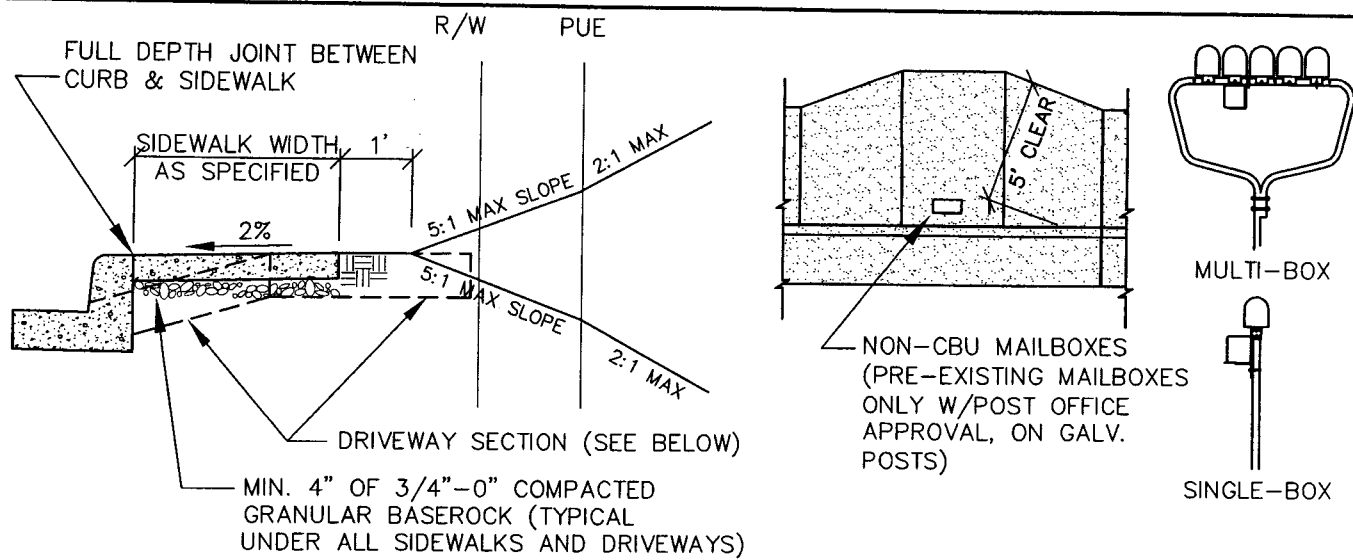 R/W
PUE
FULL DEPTH JOINT BETWEEN
CURB & SIDEWALK
SIDEWALK WIDTH
AS SPECIFIED
1'
2%
5:1 MAX SLOPE
2:1 MAX
5:1 MAX SLOPE
2:1 MAX
DRIVEWAY SECTION (SEE BELOW)
MIN. 4" OF 3/4"-0" COMPACTED
GRANULAR BASEROCK (TYPICAL
UNDER ALL SIDEWALKS AND DRIVEWAYS)
5' CLEAR
NON-CBU MAILBOXES
(PRE-EXISTING MAILBOXES
ONLY W/POST OFFICE
APPROVAL, ON GALV.
POSTS)
MULTI-BOX
SINGLE-BOX